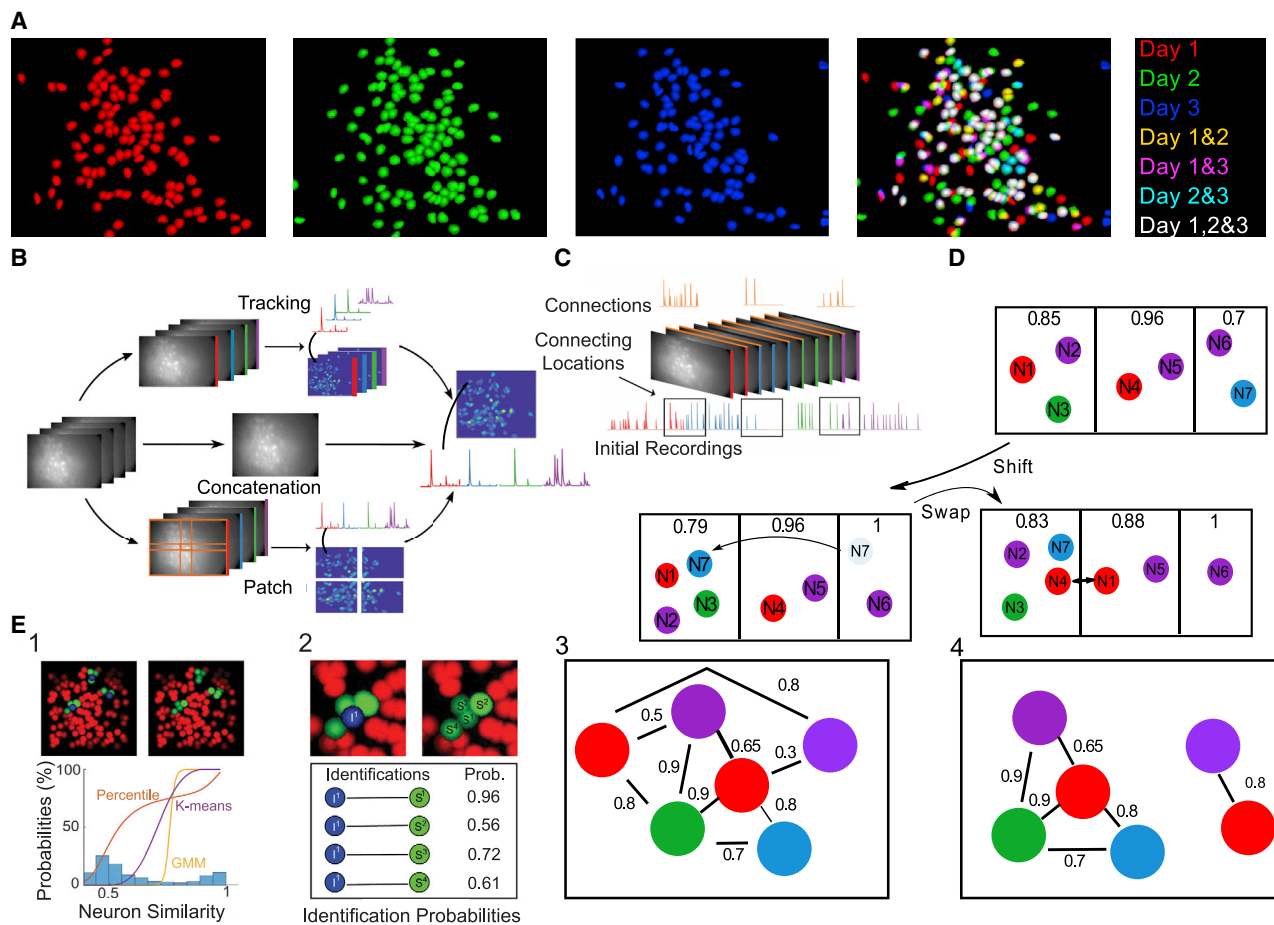 A
Day 1
Day 2
Day 3
Day 1&2
Day 1&3
Day 2&3
Day 1,2&3
B
Tracking
Concatenation
Patch
C
Connections
Connecting
Locations
Initial Recordings
D
0.85 0.96 0.7
N1 N2 N3 N4 N5 N6 N7
Shift
Swap
0.79 0.96 1
N1 N7 N2 N3 N4 N5 N7 N6
0.83 0.88 1
N2 N7 N4 N3 N1 N5 N6
E
1
100
50
0
Probabilities (%)
Percentile
K-means
GMM
0.5 1
Neuron Similarity
2
I¹
S³ S² S¹ S⁴
Identifications Prob.
I¹ S¹ 0.96
I¹ S² 0.56
I¹ S³ 0.72
I¹ S⁴ 0.61
Identification Probabilities
3
0.8
0.5
0.65
0.3
0.9
0.9
0.8
0.8
0.7
4
0.65
0.9
0.9
0.8
0.7
0.8